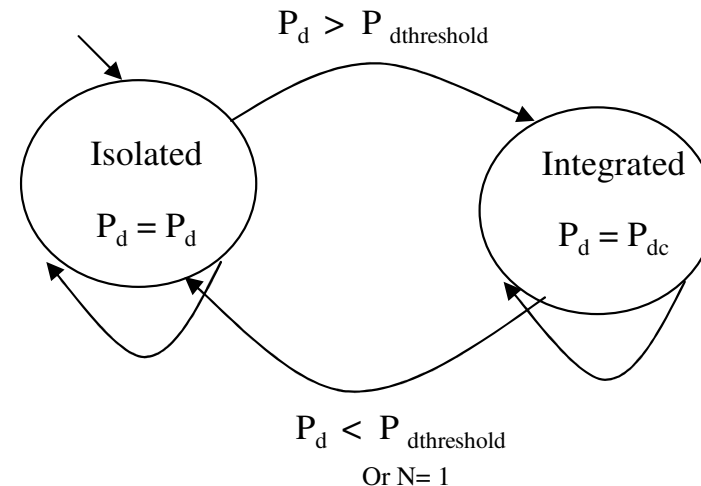 P_d > P_dthreshold
Isolated
P_d = P_d
Integrated
P_d = P_dc
P_d < P_dthreshold
Or N= 1